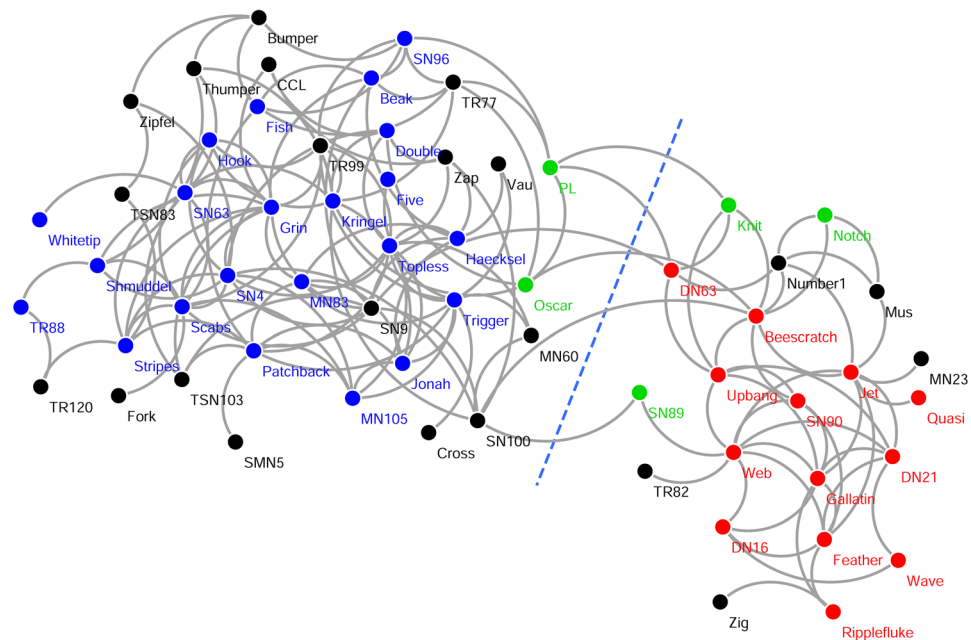 Bumper
SN96
CCL
Thumper
Beak
TR77
Zipfel
Fish
Double
Hook
TR99
Zap
Vau
PL
Five
TSN83
SN63
Grin
Kringel
Knit
Notch
Whitetip
Topless
Haecksel
Shmuddel
SN4
MN83
Oscar
DN63
Number1
Mus
TR88
Scabs
SN9
Trigger
Beescratch
Stripes
Patchback
Jonah
MN60
MN23
TR120
Fork
TSN103
MN105
Upbang.
Jet
Quasi
SN89
SN90
SMN5
Cross
SN100
Web
DN21
TR82
Gallatin
DN16
Feather
Wave
Zig
Ripplefluke